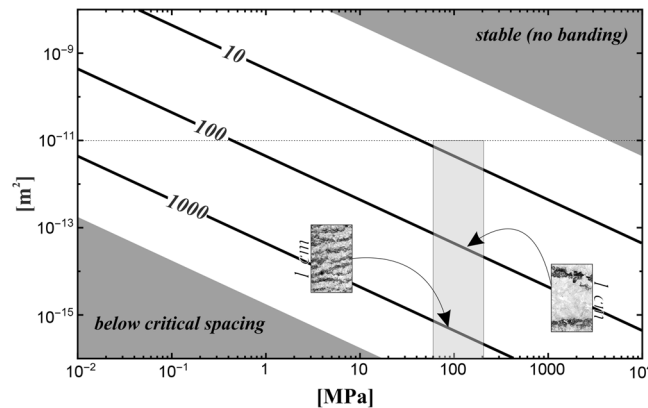 stable (no banding)
10⁻⁹
10
10⁻¹¹
100
[m²]
10⁻¹³
1000
1 cm
1 cm
10⁻¹⁵
below critical spacing
10⁻² 10⁻¹ 1 10 100 1000 10
[MPa]